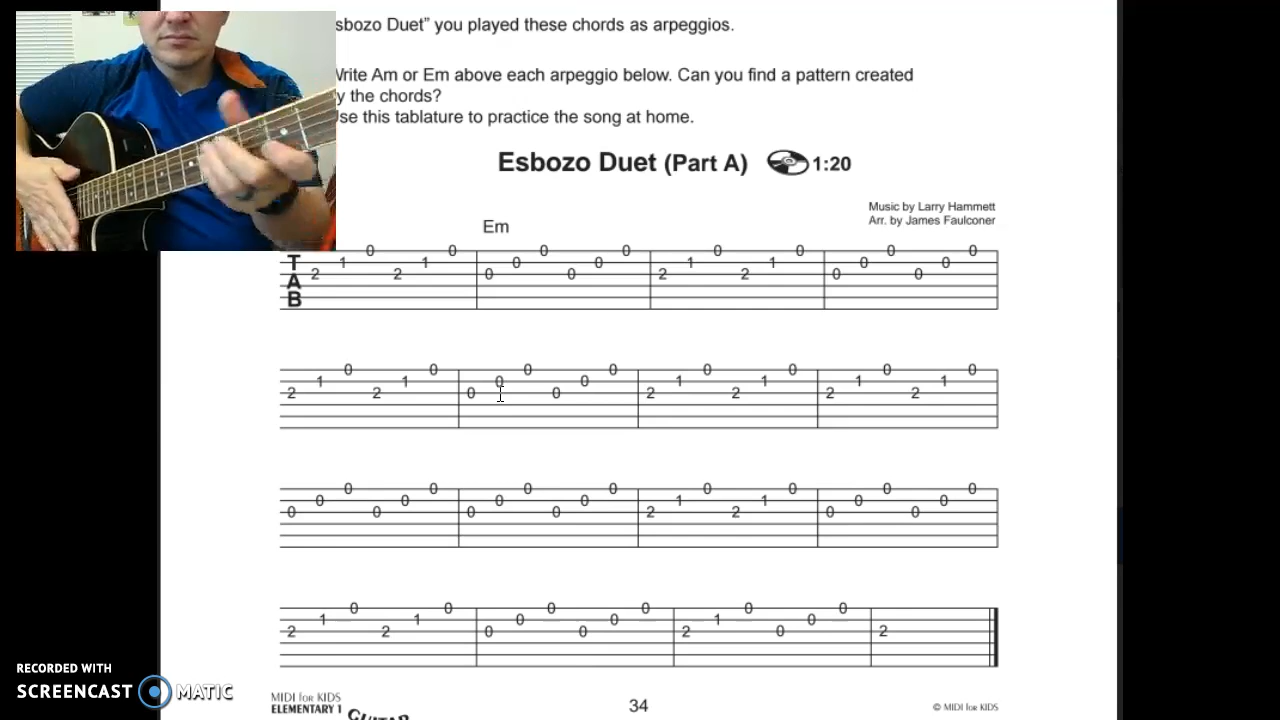 sbozo Duet” you played these chords as arpeggios.
Write Am or Em above each arpeggio below. Can you find a pattern created
y the chords?
Use this tablature to practice the song at home.
Esbozo Duet (Part A) 1:20
Music by Larry Hammett
Arr. by James Faulconer
Em
T
A
B
2 1 0 2 1 0 0 0 0 0 0 0 2 1 0 2 1 0 0 0 0 0 0 0
2 1 0 2 1 0 0 0 0 0 0 0 2 1 0 2 1 0 2 1 0 2 1 0
0 0 0 0 0 0 0 0 0 0 0 0 2 1 0 2 1 0 0 0 0 0 0 0
2 1 0 2 1 0 0 0 0 0 0 0 2 1 0 0 0 0 2
MIDI for KIDS
ELEMENTARY 1
GUITAR
34
© MIDI for KIDS
RECORDED WITH
SCREENCAST MATIC